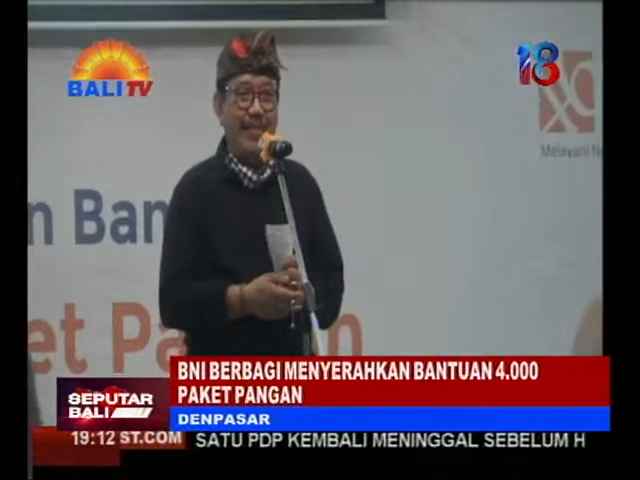 BALI TV
18
Melayani N
n Ban
et Pa n
BNI BERBAGI MENYERAHKAN BANTUAN 4.000
PAKET PANGAN
SEPUTAR
BALI
DENPASAR
19:12 ST.COM SATU PDP KEMBALI MENINGGAL SEBELUM H